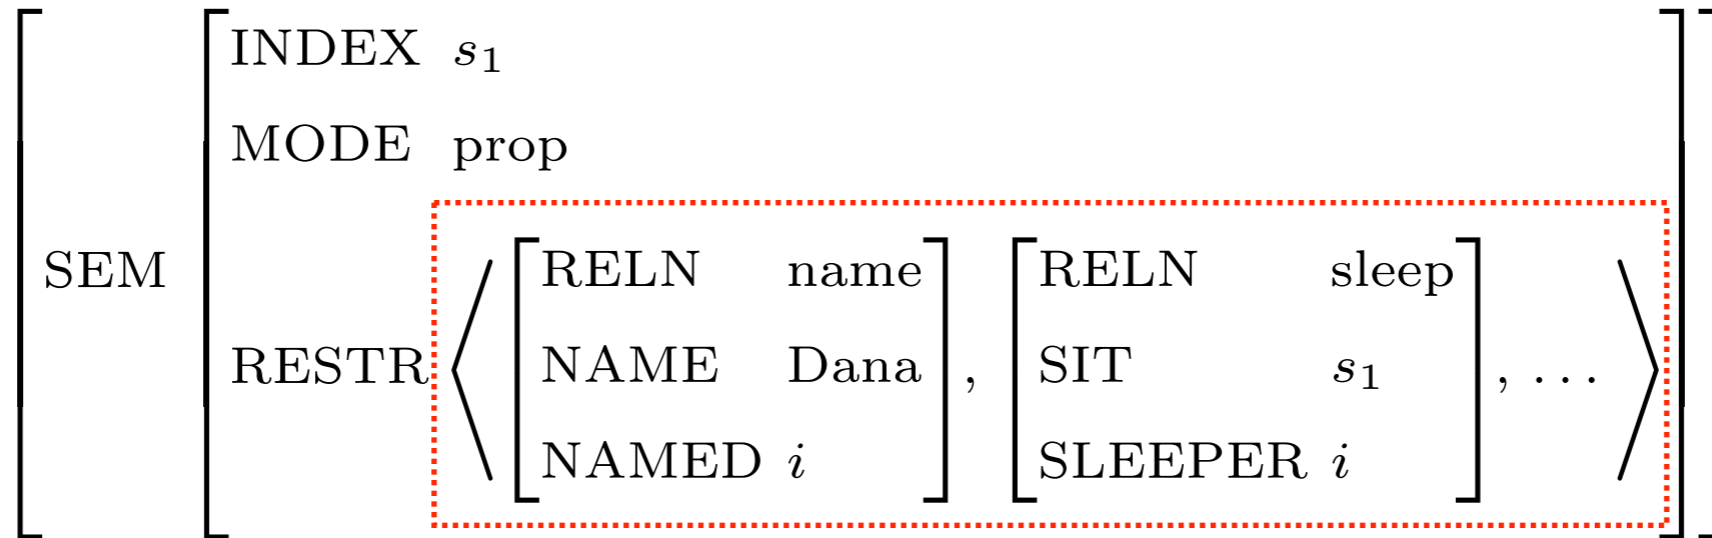 INDEX s₁
MODE prop
SEM RELN name RELN sleep
RESTR ⟨ NAME Dana , SIT s₁ , … ⟩
NAMED i SLEEPER i